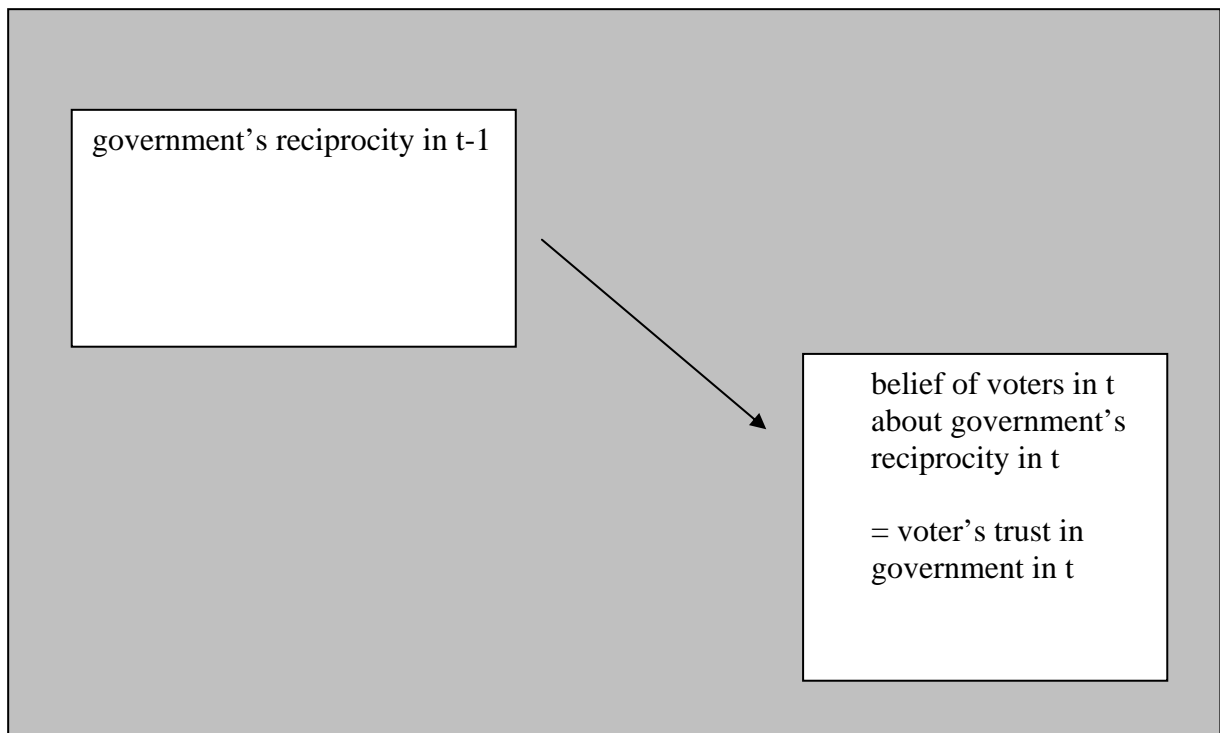 government’s reciprocity in t-1
belief of voters in t
about government’s
reciprocity in t
= voter’s trust in
government in t